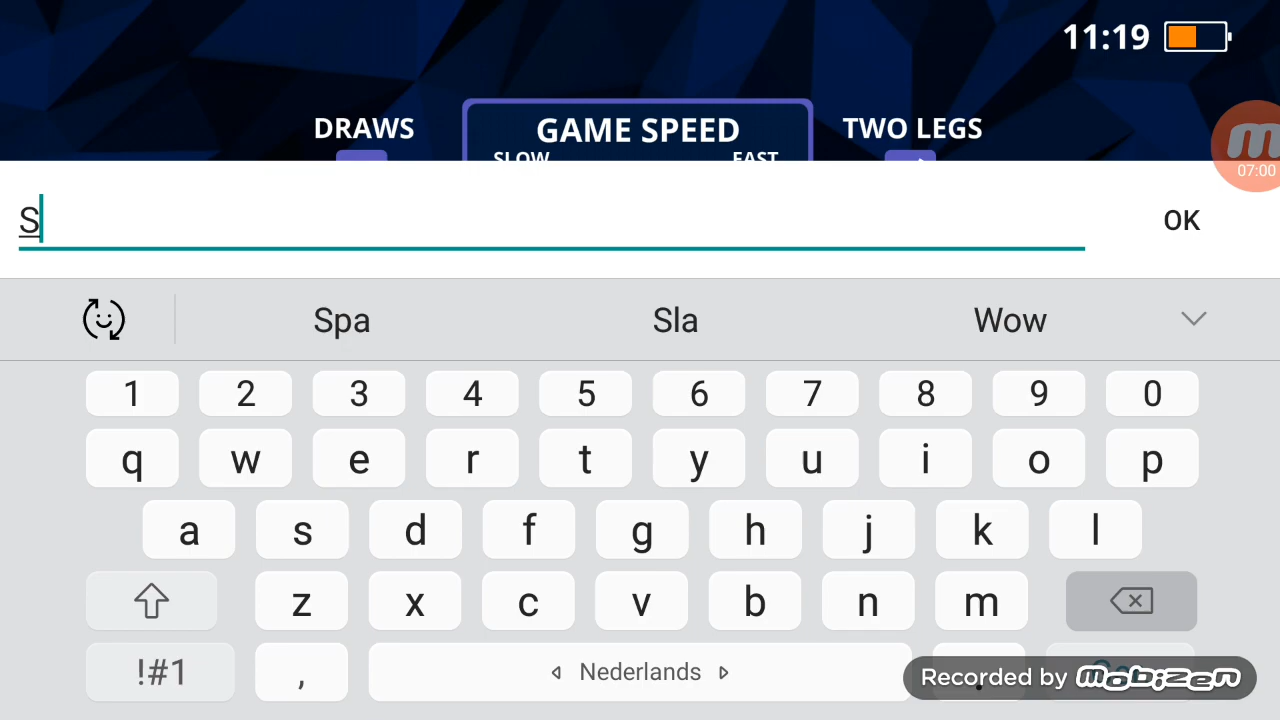 11:19
DRAWS GAME SPEED TWO LEGS
SLOW FAST
07:00
S OK
Spa Sla Wow
1 2 3 4 5 6 7 8 9 0
q w e r t y u i o p
a s d f g h j k l
z x c v b n m
!#1 , Nederlands .
Recorded by mobizen